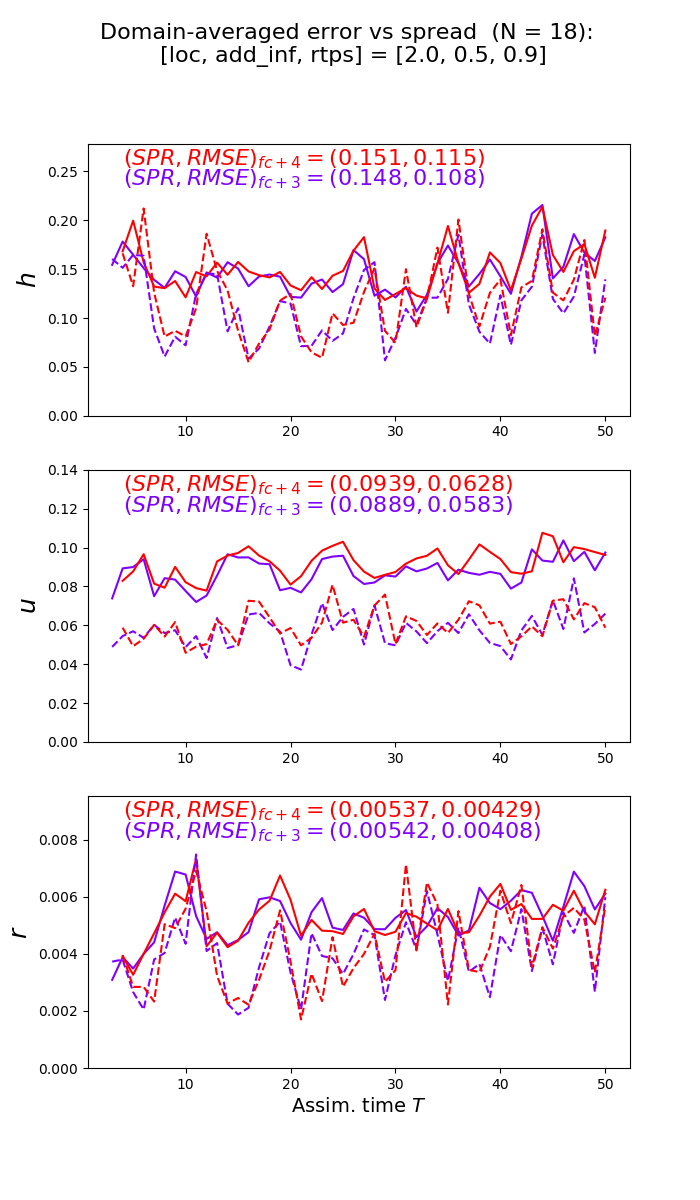 Domain-averaged error vs spread (N = 18):
[loc, add_inf, rtps] = [2.0, 0.5, 0.9]
(SPR, RMSE)fc+4 = (0.151, 0.115)
(SPR, RMSE)fc+3 = (0.148, 0.108)
0.25
0.20
0.15
0.10
0.05
0.00
h
10 20 30 40 50
(SPR, RMSE)fc+4 = (0.0939, 0.0628)
(SPR, RMSE)fc+3 = (0.0889, 0.0583)
0.14
0.12
0.10
0.08
0.06
0.04
0.02
0.00
u
10 20 30 40 50
(SPR, RMSE)fc+4 = (0.00537, 0.00429)
(SPR, RMSE)fc+3 = (0.00542, 0.00408)
0.008
0.006
0.004
0.002
0.000
r
10 20 30 40 50
Assim. time T